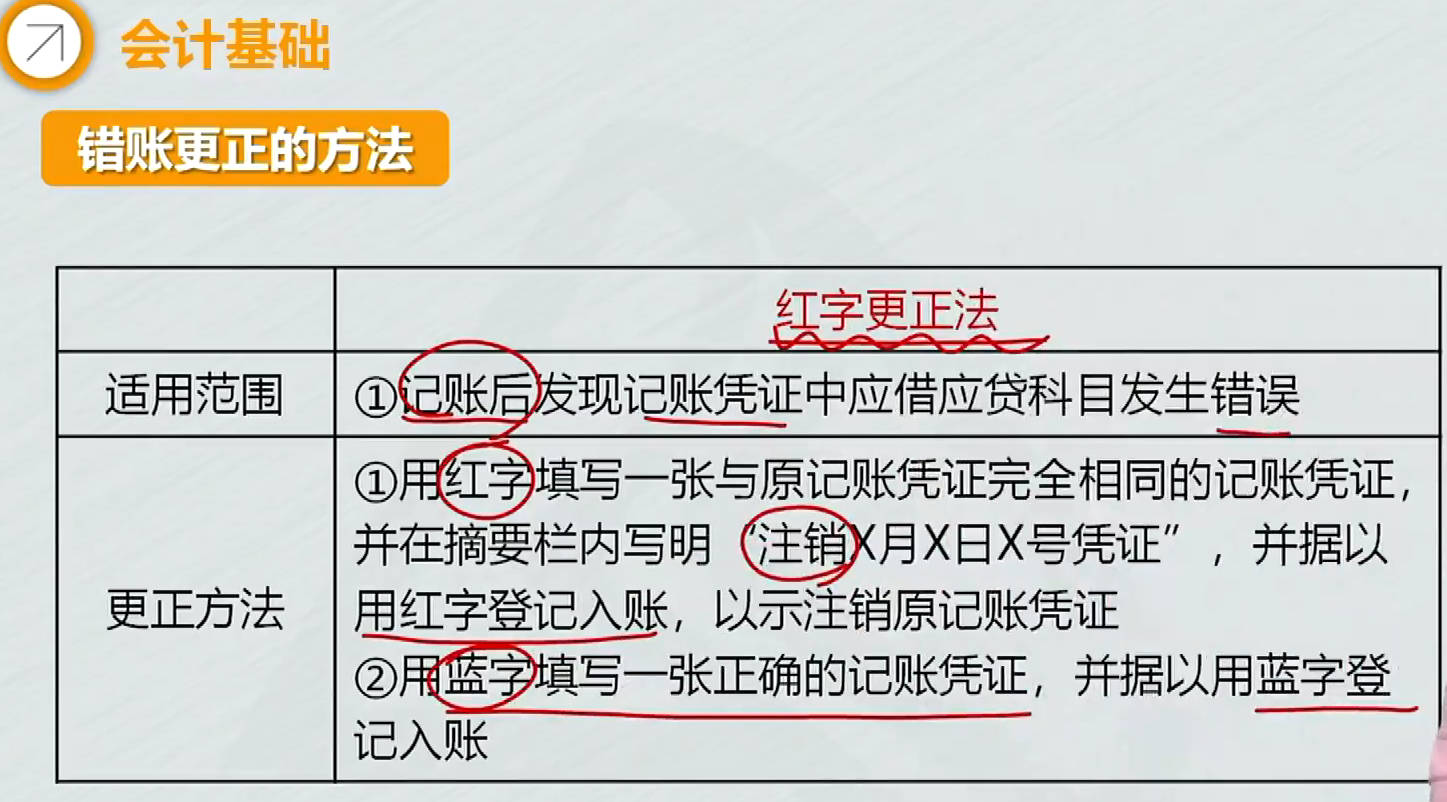 会计基础
错账更正的方法
红字更正法
适用范围
①记账后发现记账凭证中应借应贷科目发生错误
更正方法
①用红字填写一张与原记账凭证完全相同的记账凭证，
并在摘要栏内写明“注销X月X日X号凭证”，并据以
用红字登记入账，以示注销原记账凭证
②用蓝字填写一张正确的记账凭证，并据以用蓝字登
记入账